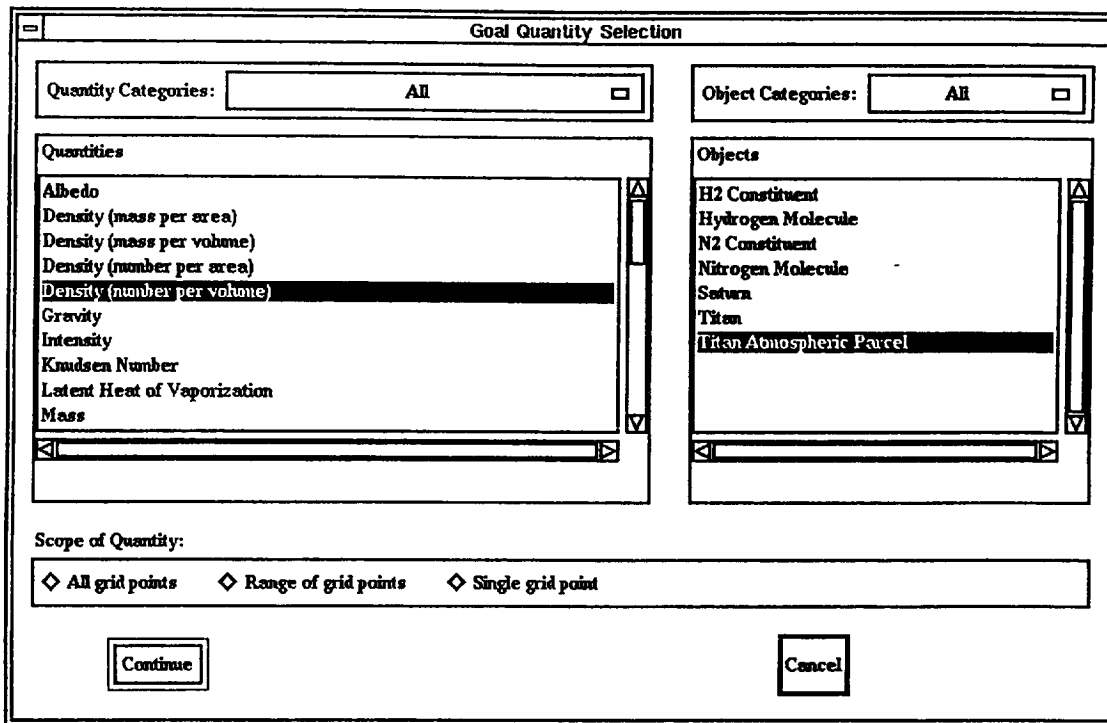 Goal Quantity Selection
Quantity Categories: All
Object Categories: All
Quantities
Albedo
Density (mass per area)
Density (mass per volume)
Density (number per area)
Density (number per volume)
Gravity
Intensity
Knudsen Number
Latent Heat of Vaporization
Mass
Objects
H2 Constituent
Hydrogen Molecule
N2 Constituent
Nitrogen Molecule
Saturn
Titan
Titan Atmospheric Parcel
Scope of Quantity:
All grid points Range of grid points Single grid point
Continue Cancel